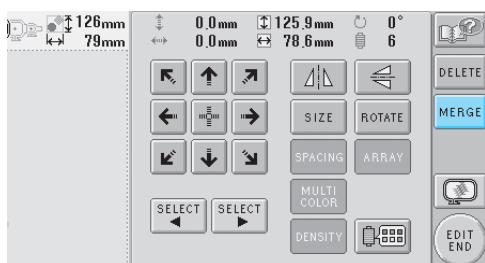 126mm 0.0mm 125.9mm 0°
79mm 0.0mm 78.6mm 6
DELETE
SIZE ROTATE MERGE
SPACING ARRAY
SELECT SELECT MULTI COLOR
DENSITY EDIT END